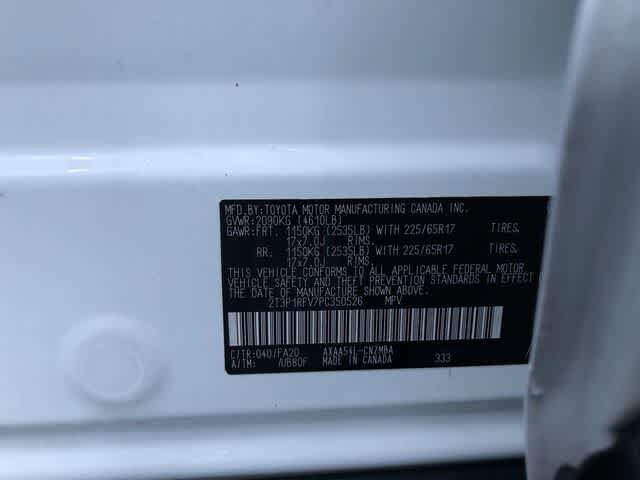 MFD.BY:TOYOTA MOTOR MANUFACTURING CANADA INC.
GVWR:2090KG (4610LB)
GAWR:FRT. 1150KG (2535LB) WITH 225/65R17 TIRES.
17x7.0J RIMS.
RR. 1150KG (2535LB) WITH 225/65R17 TIRES.
17x7.0J RIMS.
THIS VEHICLE CONFORMS TO ALL APPLICABLE FEDERAL MOTOR
VEHICLE SAFETY AND THEFT PREVENTION STANDARDS IN EFFECT
ON THE DATE OF MANUFACTURE SHOWN ABOVE.
2T3P1RFV7PC350526 MPV
C/TR:040/FA20 AXAA54L-CNZMBA 333
A/TM: /UB80F MADE IN CANADA